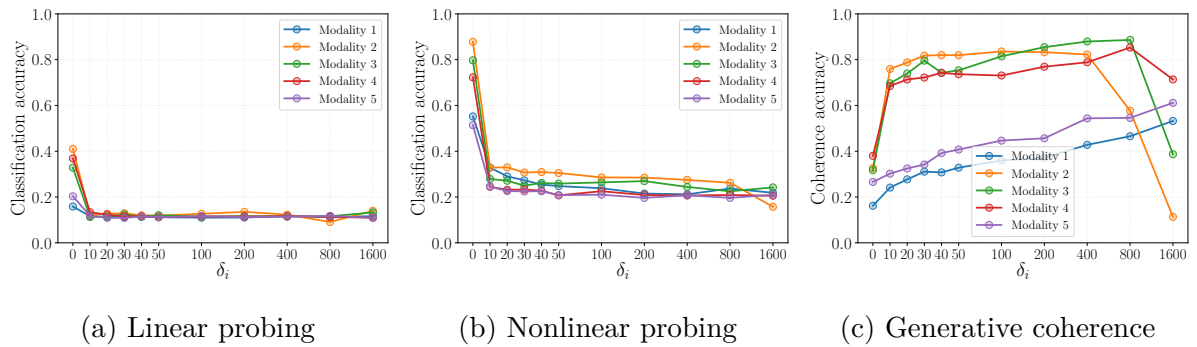 1.0
0.8
0.6
0.4
0.2
0.0
Classification accuracy
0 10 20 30 40 50 100 200 400 800 1600
δi
Modality 1
Modality 2
Modality 3
Modality 4
Modality 5
(a) Linear probing
1.0
0.8
0.6
0.4
0.2
0.0
Classification accuracy
0 10 20 30 40 50 100 200 400 800 1600
δi
Modality 1
Modality 2
Modality 3
Modality 4
Modality 5
(b) Nonlinear probing
1.0
0.8
0.6
0.4
0.2
0.0
Coherence accuracy
0 10 20 30 40 50 100 200 400 800 1600
δi
Modality 1
Modality 2
Modality 3
Modality 4
Modality 5
(c) Generative coherence